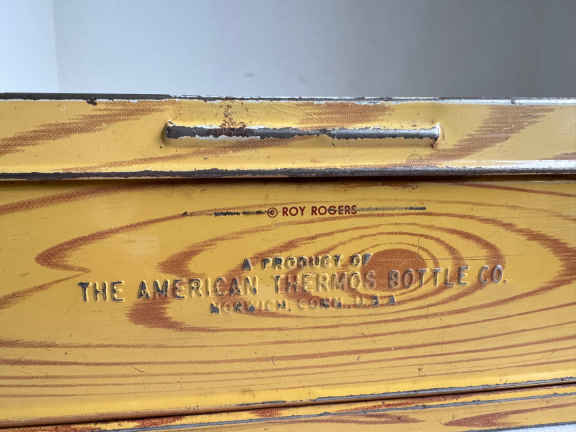 © ROY ROGERS
A PRODUCT OF
THE AMERICAN THERMOS BOTTLE CO.
NORWICH, CONN., U.S.A.